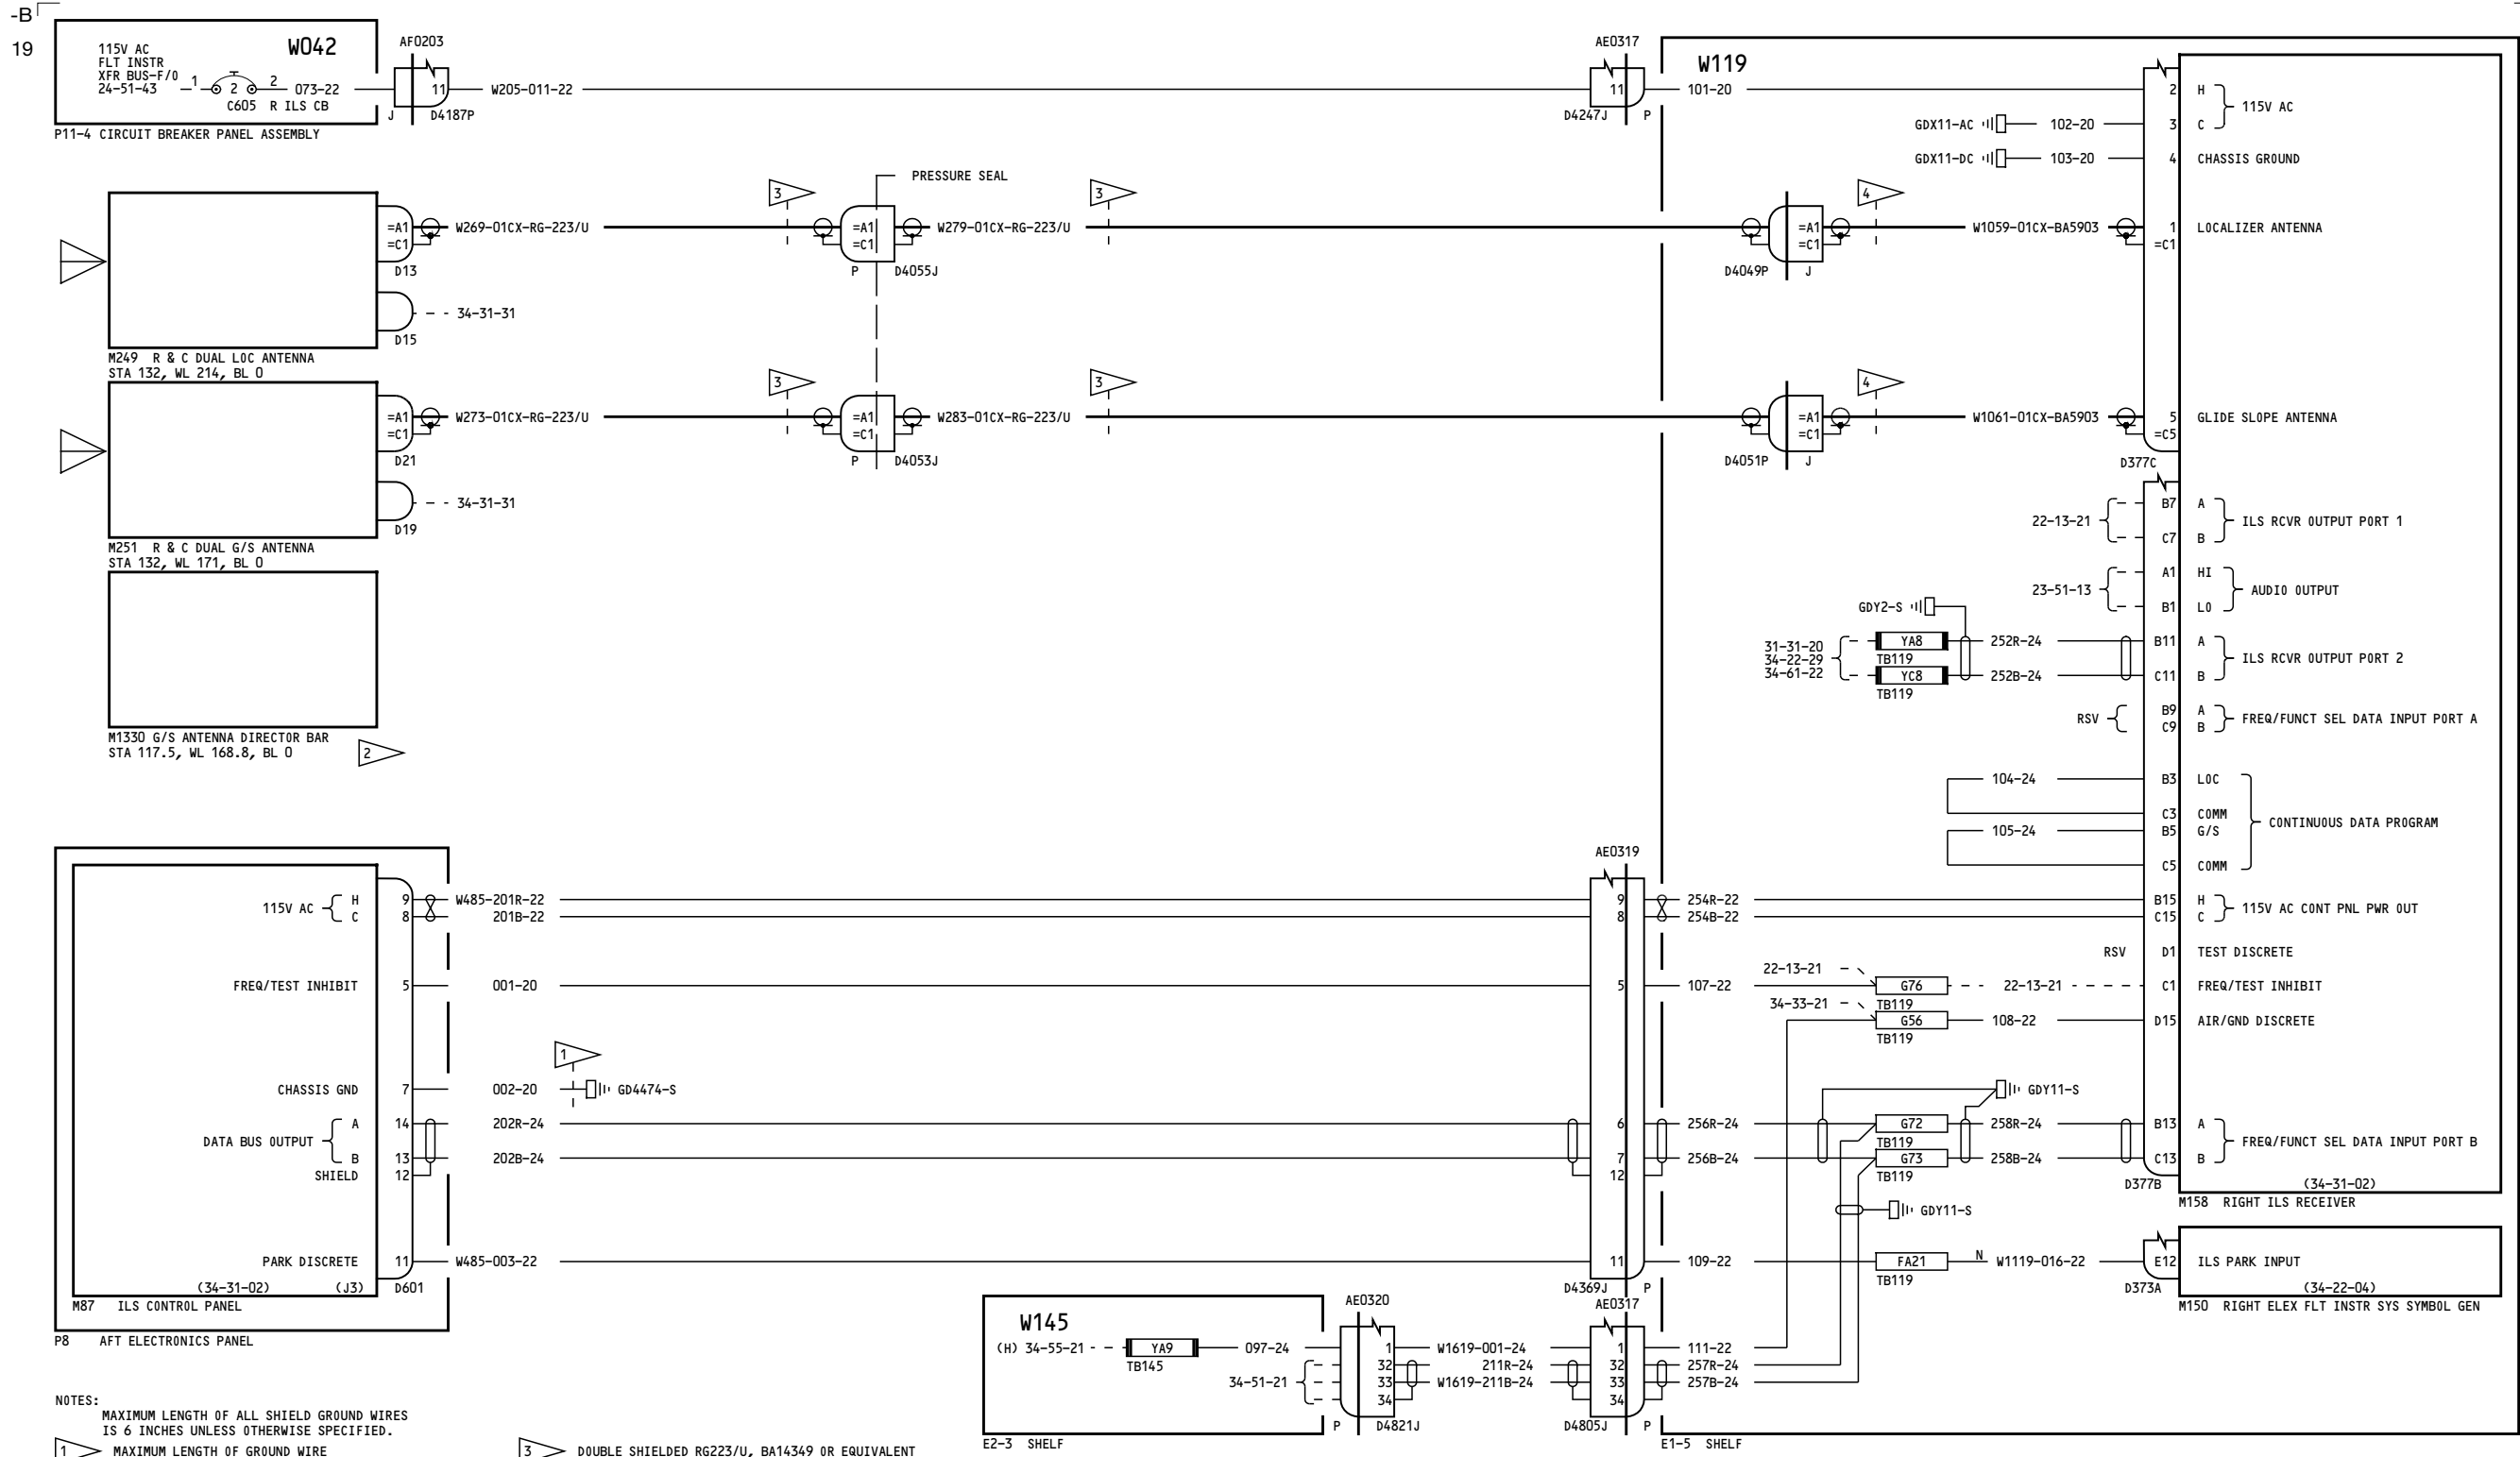 -B
19
115V AC
FLT INSTR
XFR BUS-F/O
24-51-43
W042
1
2
2
073-22
C605 R ILS CB
P11-4 CIRCUIT BREAKER PANEL ASSEMBLY
AF0203
11
J
D4187P
W205-011-22
AE0317
11
D4247J
P
W119
101-20
2
H
115V AC
GDX11-AC
102-20
3
C
GDX11-DC
103-20
4
CHASSIS GROUND
PRESSURE SEAL
3
3
4
=A1
=C1
D13
W269-01CX-RG-223/U
=A1
=C1
P
D4055J
W279-01CX-RG-223/U
=A1
=C1
D4049P
J
W1059-01CX-BA5903
1
=C1
LOCALIZER ANTENNA
34-31-31
D15
M249 R & C DUAL LOC ANTENNA
STA 132, WL 214, BL 0
3
3
4
=A1
=C1
D21
W273-01CX-RG-223/U
=A1
=C1
P
D4053J
W283-01CX-RG-223/U
=A1
=C1
D4051P
J
W1061-01CX-BA5903
5
=C5
GLIDE SLOPE ANTENNA
D377C
34-31-31
D19
M251 R & C DUAL G/S ANTENNA
STA 132, WL 171, BL 0
22-13-21
B7
A
C7
B
ILS RCVR OUTPUT PORT 1
23-51-13
A1
HI
B1
LO
AUDIO OUTPUT
GDY2-S
31-31-20
34-22-29
34-61-22
YA8
TB119
252R-24
B11
A
YC8
TB119
252B-24
C11
B
ILS RCVR OUTPUT PORT 2
RSV
B9
A
C9
B
FREQ/FUNCT SEL DATA INPUT PORT A
M1330 G/S ANTENNA DIRECTOR BAR
STA 117.5, WL 168.8, BL 0
2
104-24
B3
LOC
C3
COMM
105-24
B5
G/S
C5
COMM
CONTINUOUS DATA PROGRAM
AE0319
115V AC
H
9
W485-201R-22
9
254R-22
B15
H
C
8
201B-22
8
254B-22
C15
C
115V AC CONT PNL PWR OUT
RSV
D1
TEST DISCRETE
FREQ/TEST INHIBIT
5
001-20
5
107-22
22-13-21
G76
TB119
22-13-21
C1
FREQ/TEST INHIBIT
34-33-21
G56
TB119
108-22
D15
AIR/GND DISCRETE
1
CHASSIS GND
7
002-20
GD4474-S
GDY11-S
DATA BUS OUTPUT
A
14
202R-24
6
256R-24
G72
TB119
258R-24
B13
A
B
13
202B-24
7
256B-24
G73
TB119
258B-24
C13
B
FREQ/FUNCT SEL DATA INPUT PORT B
SHIELD
12
12
D377B
(34-31-02)
M158 RIGHT ILS RECEIVER
GDY11-S
PARK DISCRETE
11
W485-003-22
11
109-22
FA21
TB119
N
W1119-016-22
E12
ILS PARK INPUT
(34-31-02)
(J3)
D601
D4369J
P
D373A
(34-22-04)
M87 ILS CONTROL PANEL
M150 RIGHT ELEX FLT INSTR SYS SYMBOL GEN
P8 AFT ELECTRONICS PANEL
W145
AE0320
AE0317
(H) 34-55-21
YA9
TB145
097-24
1
W1619-001-24
1
111-22
34-51-21
32
211R-24
32
257R-24
33
W1619-211B-24
33
257B-24
34
34
P
D4821J
D4805J
P
E2-3 SHELF
E1-5 SHELF
NOTES:
MAXIMUM LENGTH OF ALL SHIELD GROUND WIRES
IS 6 INCHES UNLESS OTHERWISE SPECIFIED.
1
MAXIMUM LENGTH OF GROUND WIRE
3
DOUBLE SHIELDED RG223/U, BA14349 OR EQUIVALENT